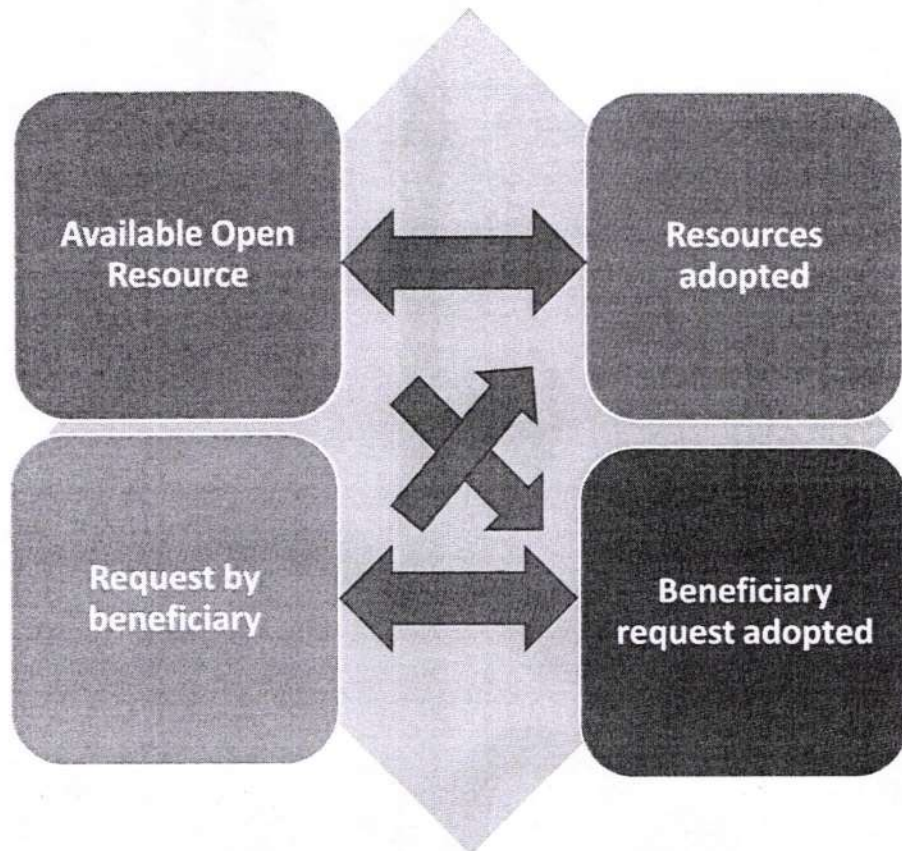 Available Open
Resource
Resources
adopted
Request by
beneficiary
Beneficiary
request adopted